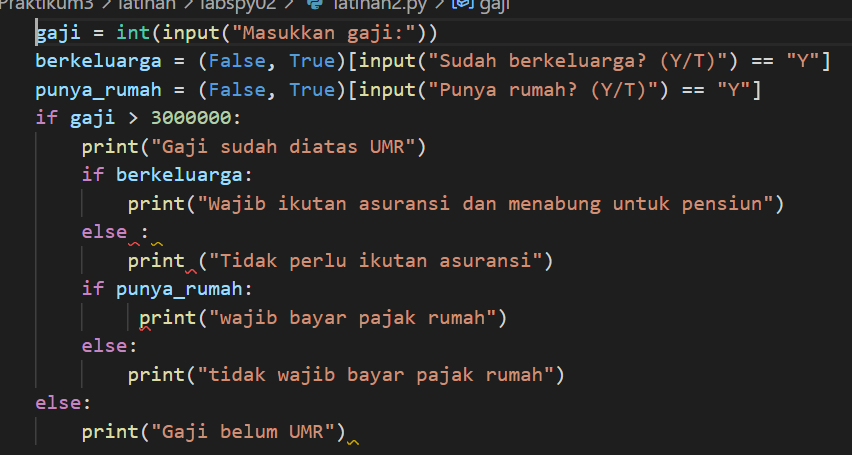 Praktikum3 > latihan > labspy02 > latihan2.py > gaji
gaji = int(input("Masukkan gaji:"))
berkeluarga = (False, True)[input("Sudah berkeluarga? (Y/T)") == "Y"]
punya_rumah = (False, True)[input("Punya rumah? (Y/T)") == "Y"]
if gaji > 3000000:
    print("Gaji sudah diatas UMR")
    if berkeluarga:
        print("Wajib ikutan asuransi dan menabung untuk pensiun")
    else :
        print ("Tidak perlu ikutan asuransi")
    if punya_rumah:
         print("wajib bayar pajak rumah")
    else:
        print("tidak wajib bayar pajak rumah")
else:
    print("Gaji belum UMR")